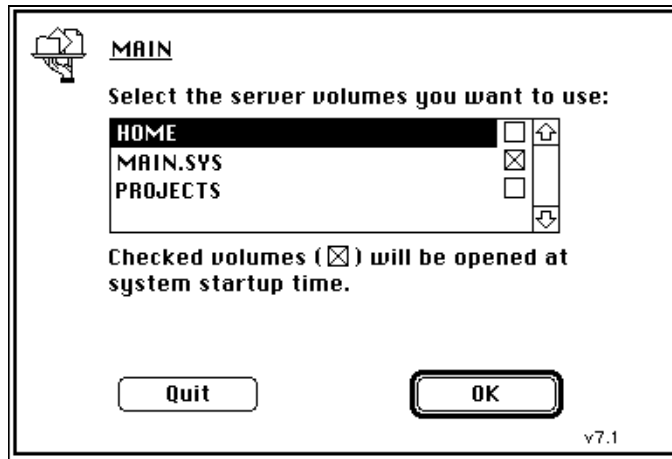 MAIN
Select the server volumes you want to use:
HOME
MAIN.SYS
PROJECTS
Checked volumes (☒) will be opened at
system startup time.
Quit
OK
v7.1